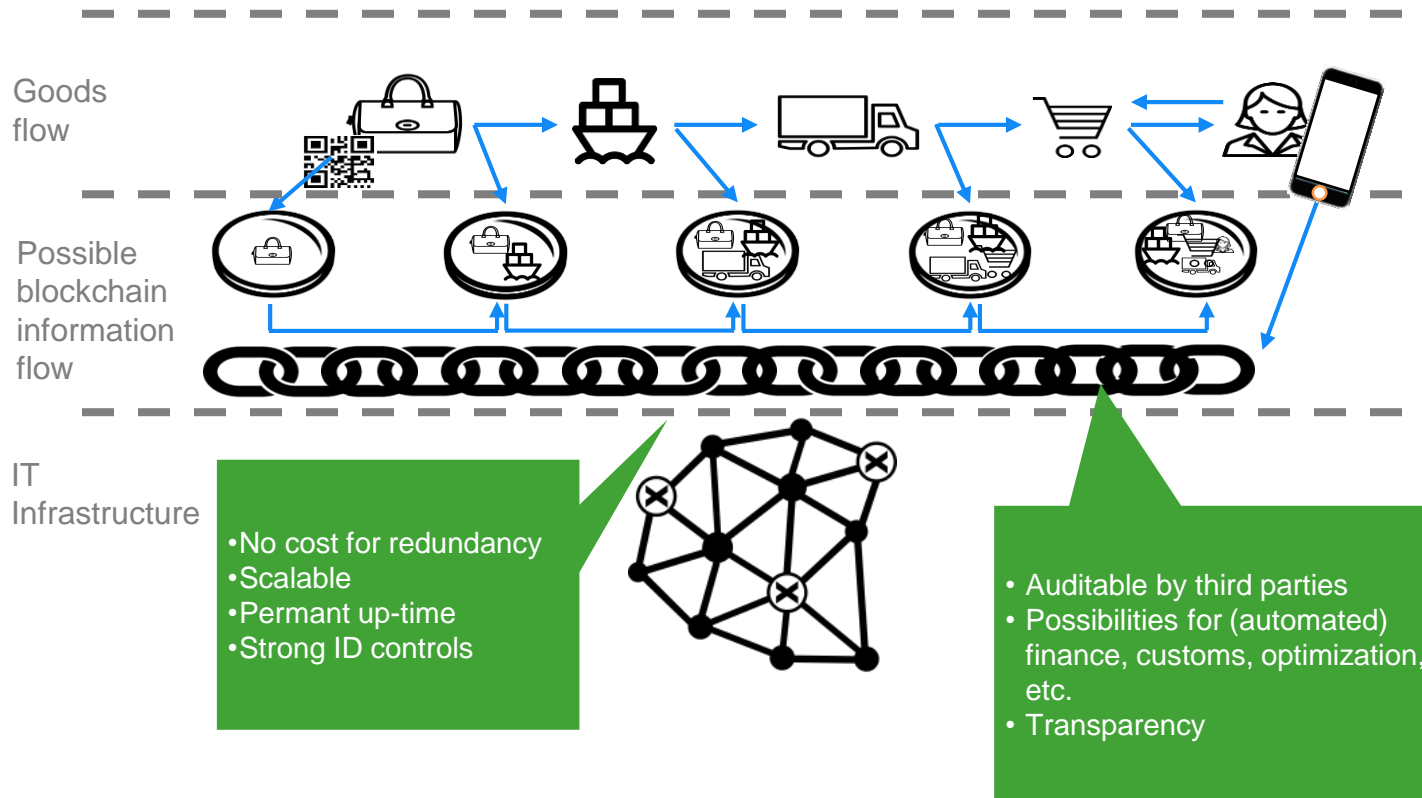 Goods
flow
Possible
blockchain
information
flow
IT
Infrastructure
•No cost for redundancy
•Scalable
•Permant up-time
•Strong ID controls
• Auditable by third parties
• Possibilities for (automated)
finance, customs, optimization,
etc.
• Transparency